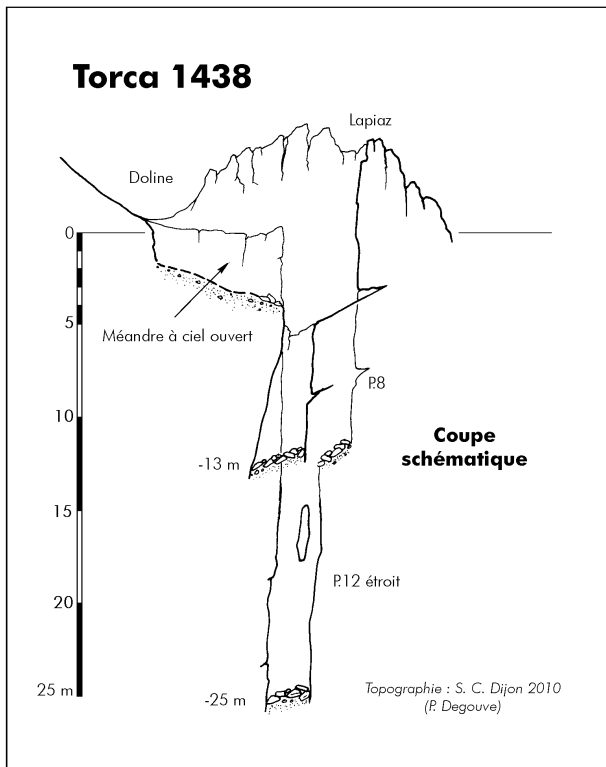 Torca 1438
Lapiaz
Doline
0
Méandre à ciel ouvert
5
P.8
10
Coupe
schématique
-13 m
15
P.12 étroit
20
25 m
-25 m
Topographie : S. C. Dijon 2010
(P. Degouve)